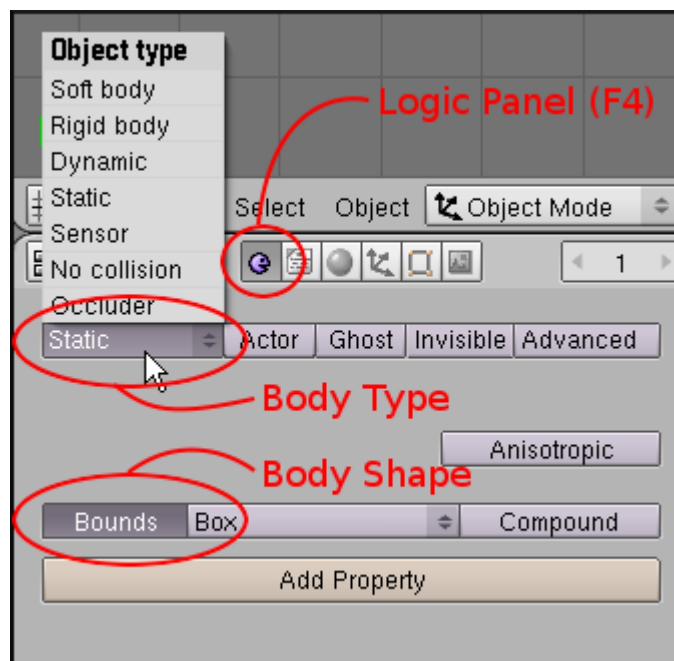 Object type
Soft body
Rigid body
Dynamic
Static
Sensor
No collision
Occluder
Logic Panel (F4)
Select Object Object Mode
1
Static Actor Ghost Invisible Advanced
Body Type
Anisotropic
Body Shape
Bounds Box Compound
Add Property